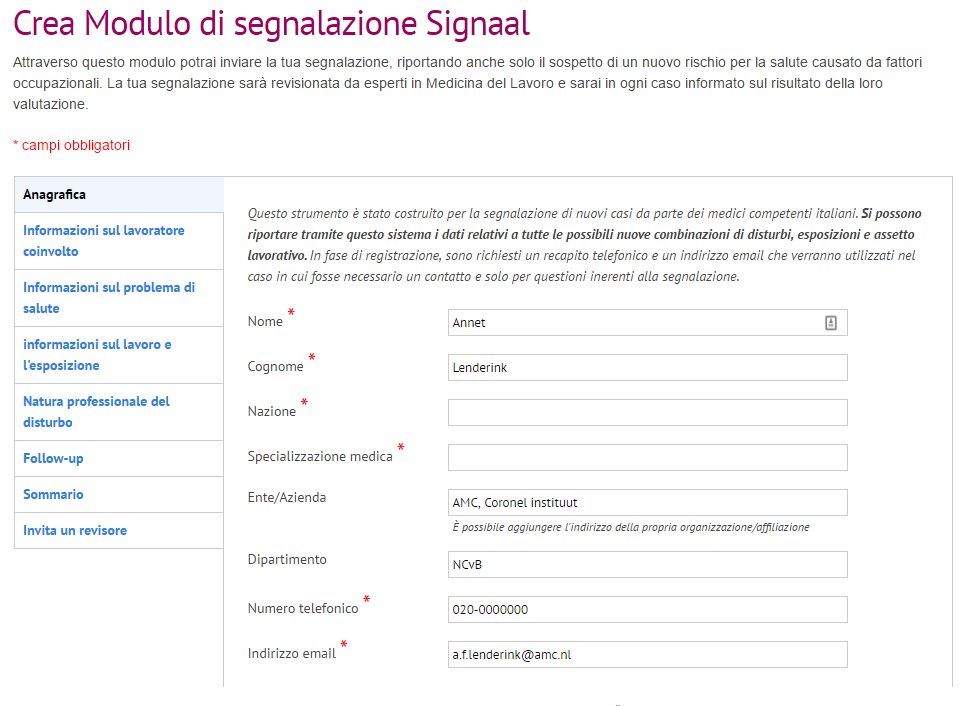 Crea Modulo di segnalazione Signaal
Attraverso questo modulo potrai inviare la tua segnalazione, riportando anche solo il sospetto di un nuovo rischio per la salute causato da fattori
occupazionali. La tua segnalazione sarà revisionata da esperti in Medicina del Lavoro e sarai in ogni caso informato sul risultato della loro
valutazione.
* campi obbligatori
Anagrafica
Informazioni sul lavoratore
coinvolto
Informazioni sul problema di
salute
informazioni sul lavoro e
l'esposizione
Natura professionale del
disturbo
Follow-up
Sommario
Invita un revisore
Questo strumento è stato costruito per la segnalazione di nuovi casi da parte dei medici competenti italiani. Si possono
riportare tramite questo sistema i dati relativi a tutte le possibili nuove combinazioni di disturbi, esposizioni e assetto
lavorativo. In fase di registrazione, sono richiesti un recapito telefonico e un indirizzo email che verranno utilizzati nel
caso in cui fosse necessario un contatto e solo per questioni inerenti alla segnalazione.
Nome * Annet
Cognome * Lenderink
Nazione *
Specializzazione medica *
Ente/Azienda AMC, Coronel instituut
È possibile aggiungere l'indirizzo della propria organizzazione/affiliazione
Dipartimento NCvB
Numero telefonico * 020-0000000
Indirizzo email * a.f.lenderink@amc.nl